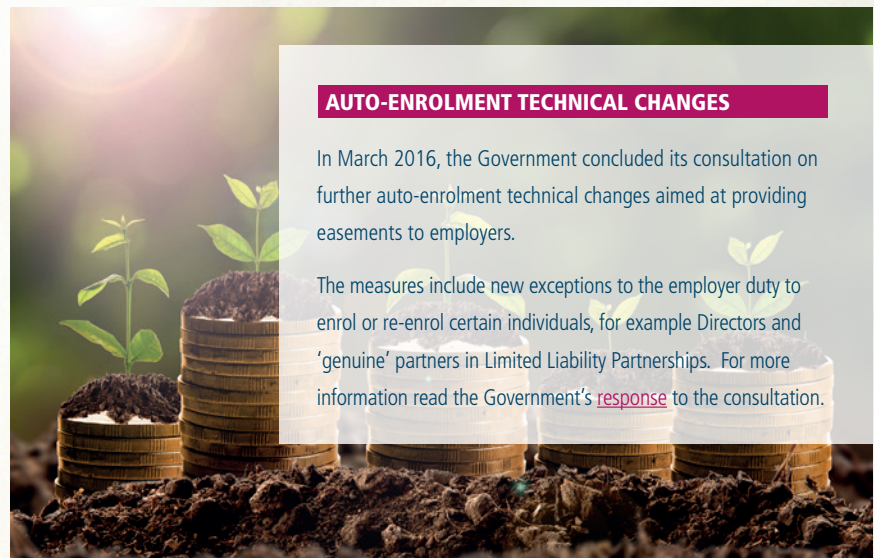 AUTO-ENROLMENT TECHNICAL CHANGES
In March 2016, the Government concluded its consultation on
further auto-enrolment technical changes aimed at providing
easements to employers.
The measures include new exceptions to the employer duty to
enrol or re-enrol certain individuals, for example Directors and
‘genuine’ partners in Limited Liability Partnerships. For more
information read the Government’s response to the consultation.